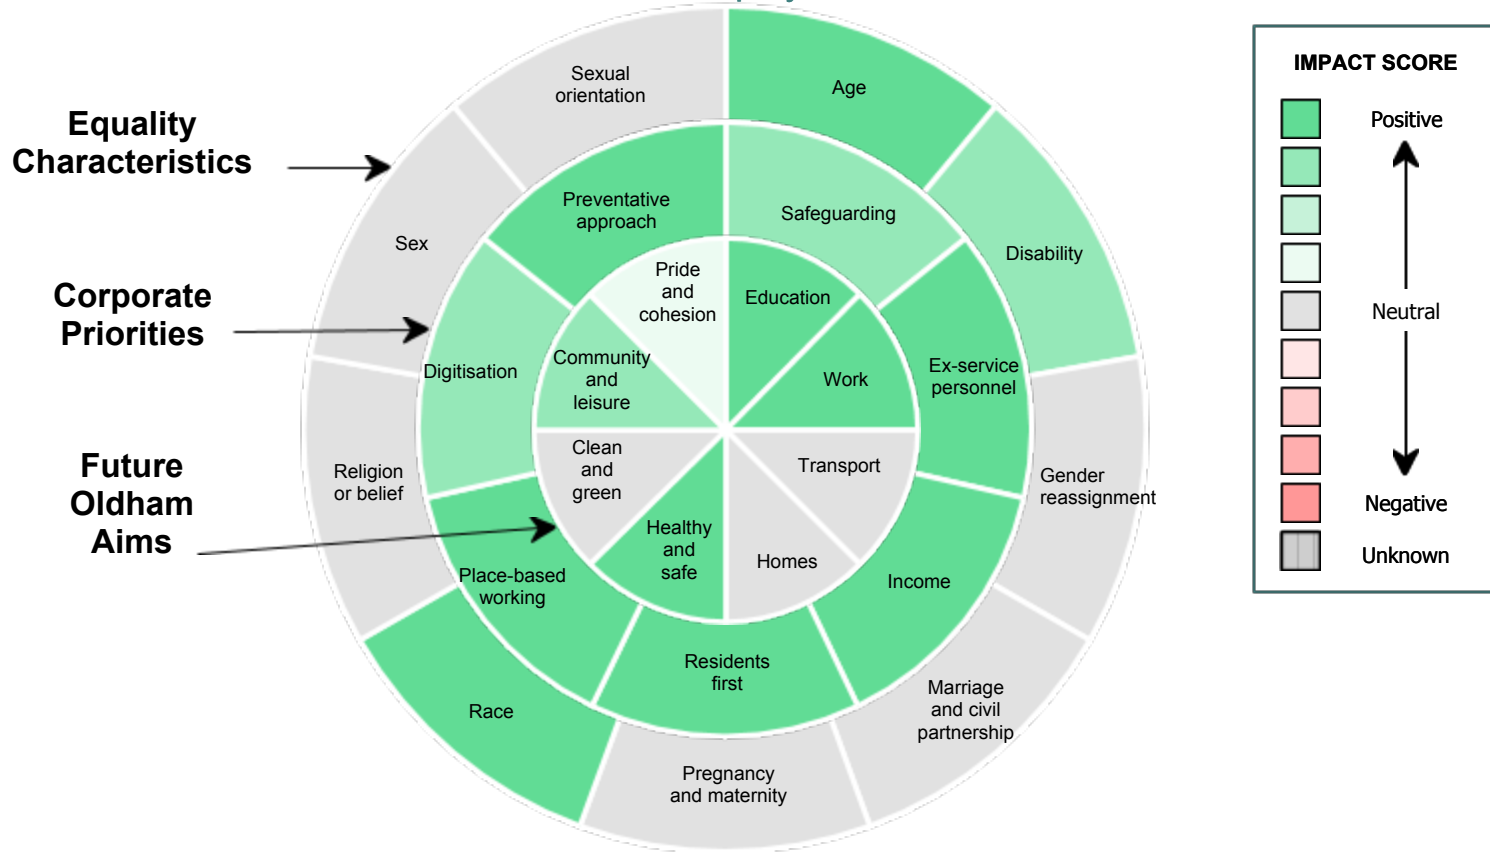 Sexual
orientation
Age
Equality
Characteristics
Preventative
approach
Safeguarding
Sex
Disability
Pride
and
cohesion
Education
Corporate
Priorities
Digitisation
Community
and
leisure
Work
Ex-service
personnel
Future
Oldham
Aims
Religion
or belief
Clean
and
green
Transport
Gender
reassignment
Healthy
and
safe
Homes
Place-based
working
Income
Residents
first
Race
Marriage
and civil
partnership
Pregnancy
and maternity
IMPACT SCORE
Positive
Neutral
Negative
Unknown